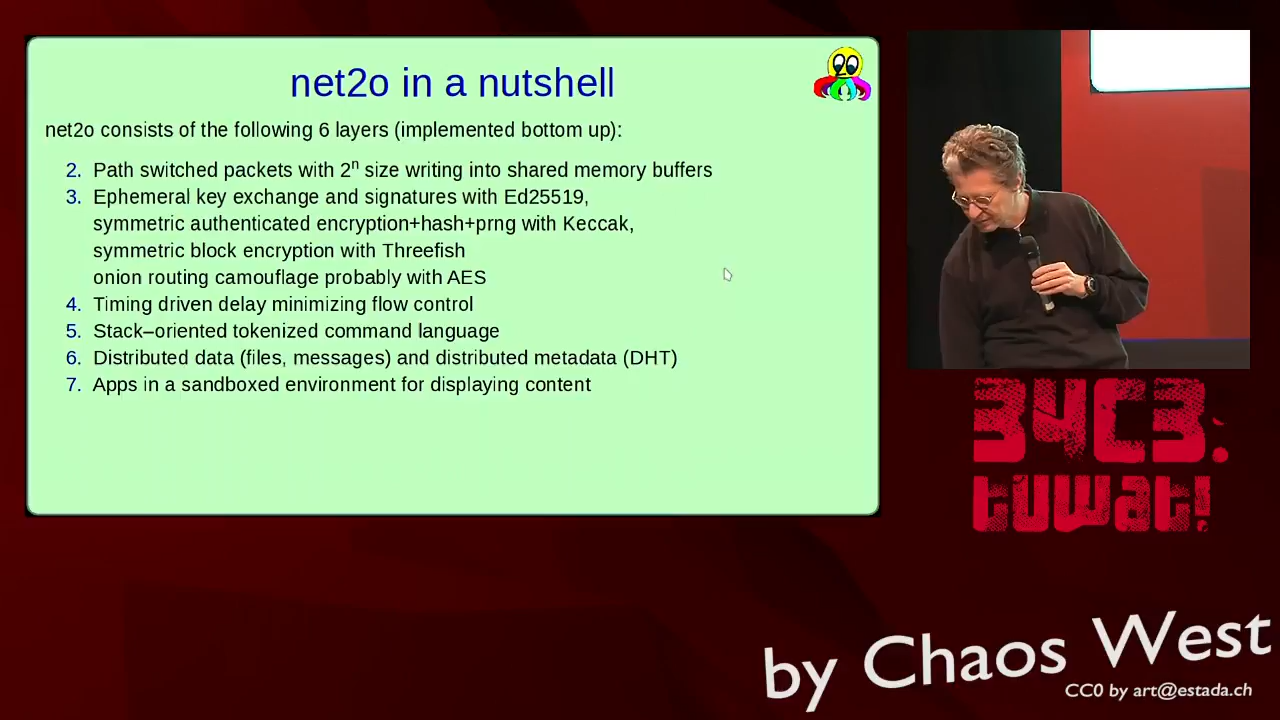 net2o in a nutshell
net2o consists of the following 6 layers (implemented bottom up):
2. Path switched packets with 2ⁿ size writing into shared memory buffers
3. Ephemeral key exchange and signatures with Ed25519,
symmetric authenticated encryption+hash+prng with Keccak,
symmetric block encryption with Threefish
onion routing camouflage probably with AES
4. Timing driven delay minimizing flow control
5. Stack–oriented tokenized command language
6. Distributed data (files, messages) and distributed metadata (DHT)
7. Apps in a sandboxed environment for displaying content
34C3:
tuwat!
by Chaos West
CC0 by art@estada.ch